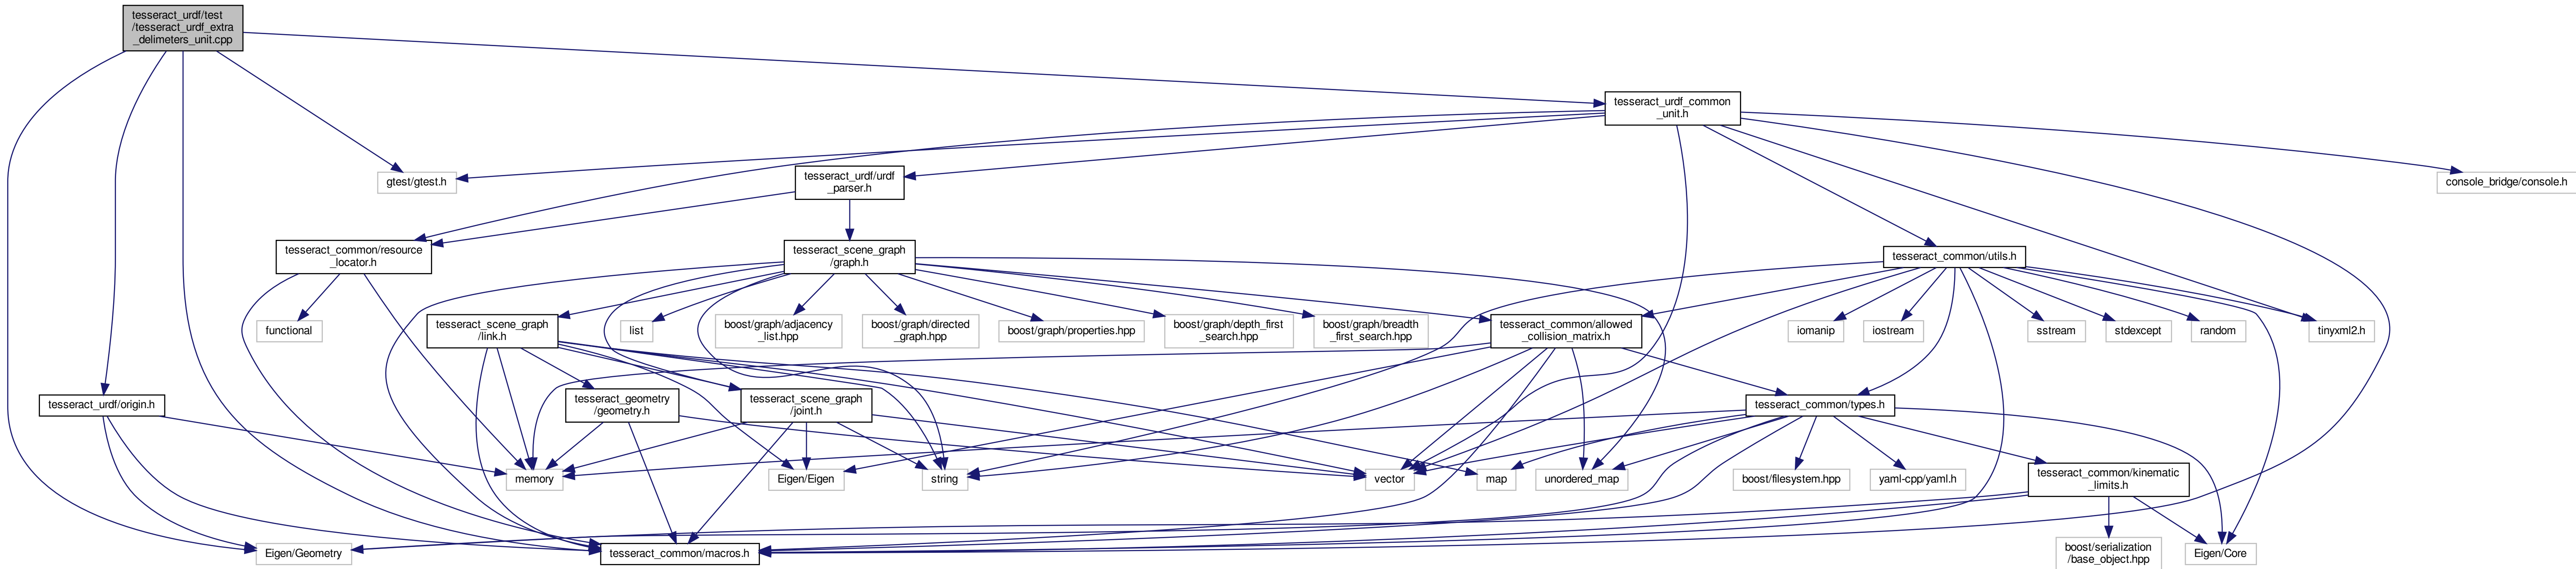 tesseract_urdf/test
/tesseract_urdf_extra
_delimeters_unit.cpp
tesseract_urdf_common
_unit.h
gtest/gtest.h
tesseract_urdf/urdf
_parser.h
console_bridge/console.h
tesseract_common/resource
_locator.h
tesseract_scene_graph
/graph.h
tesseract_common/utils.h
functional
tesseract_scene_graph
/link.h
list
boost/graph/adjacency
_list.hpp
boost/graph/directed
_graph.hpp
boost/graph/properties.hpp
boost/graph/depth_first
_search.hpp
boost/graph/breadth
_first_search.hpp
tesseract_common/allowed
_collision_matrix.h
iomanip
iostream
sstream
stdexcept
random
tinyxml2.h
tesseract_urdf/origin.h
tesseract_geometry
/geometry.h
tesseract_scene_graph
/joint.h
tesseract_common/types.h
memory
Eigen/Eigen
string
vector
map
unordered_map
boost/filesystem.hpp
yaml-cpp/yaml.h
tesseract_common/kinematic
_limits.h
Eigen/Geometry
tesseract_common/macros.h
boost/serialization
/base_object.hpp
Eigen/Core